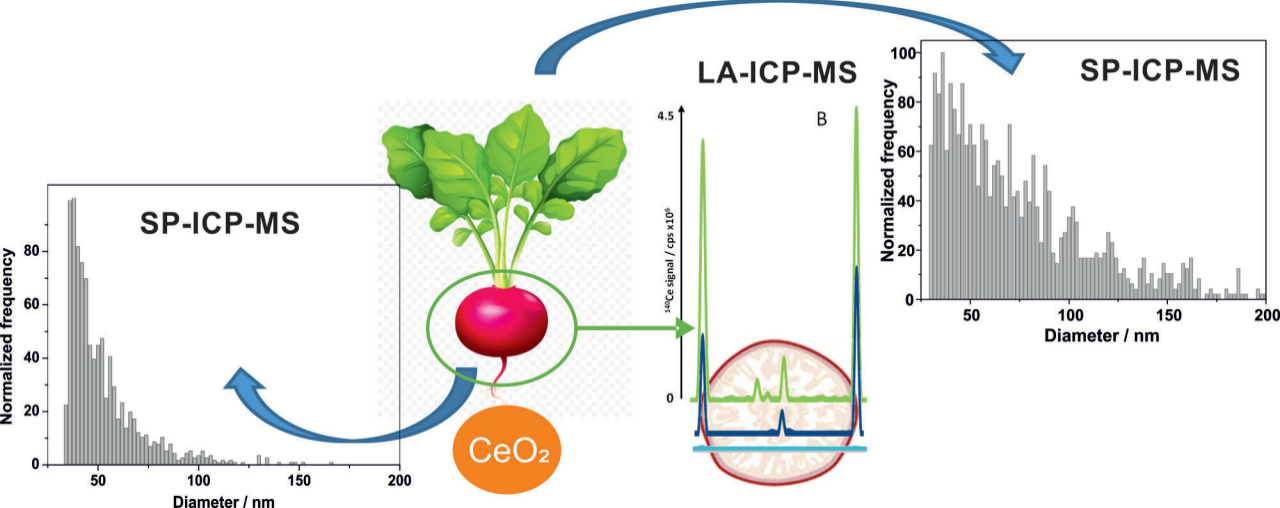 SP-ICP-MS
Normalized frequency
80
60
40
20
0
50
100
150
200
Diameter / nm
CeO₂
LA-ICP-MS
4.5
B
¹⁴⁰Ce signal / cps x10⁶
0
SP-ICP-MS
Normalized frequency
100
80
60
40
20
0
50
100
150
200
Diameter / nm